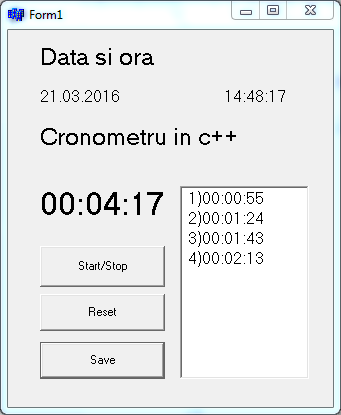 Form1
Data si ora
21.03.2016 14:48:17
Cronometru in c++
00:04:17
1)00:00:55
2)00:01:24
3)00:01:43
4)00:02:13
Start/Stop
Reset
Save